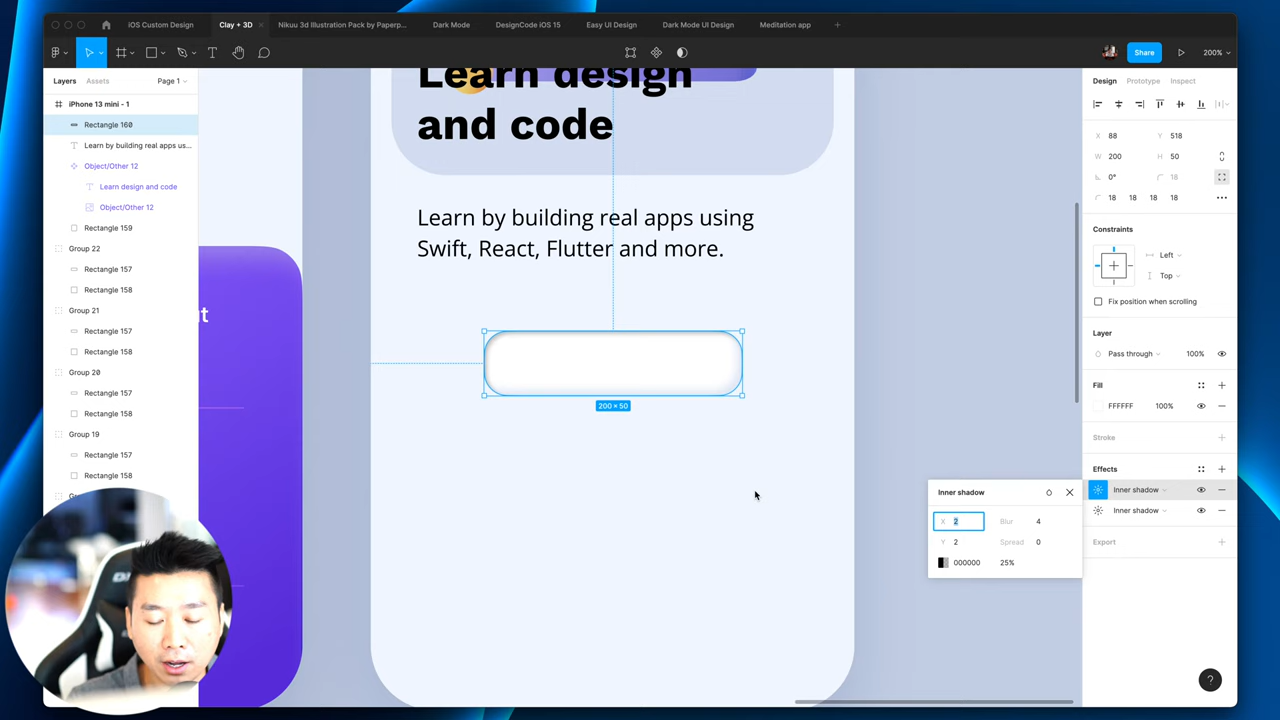 iOS Custom Design
Clay + 3D
Nikuu 3d Illustration Pack by Paperp...
Dark Mode
DesignCode iOS 15
Easy UI Design
Dark Mode UI Design
Meditation app
Share
200%
Layers
Assets
Page 1
iPhone 13 mini - 1
Rectangle 160
Learn by building real apps us...
Object/Other 12
Learn design and code
Object/Other 12
Rectangle 159
Group 22
Rectangle 157
Rectangle 158
Group 21
Rectangle 157
Rectangle 158
Group 20
Rectangle 157
Rectangle 158
Group 19
Rectangle 157
Rectangle 158
Learn design
and code
Learn by building real apps using
Swift, React, Flutter and more.
200 × 50
Inner shadow
X 2
Blur 4
Y 2
Spread 0
000000 25%
Design
Prototype
Inspect
X 88
Y 518
W 200
H 50
0°
18
18 18 18 18
Constraints
Left
Top
Fix position when scrolling
Layer
Pass through
100%
Fill
FFFFFF 100%
Stroke
Effects
Inner shadow
Inner shadow
Export
?